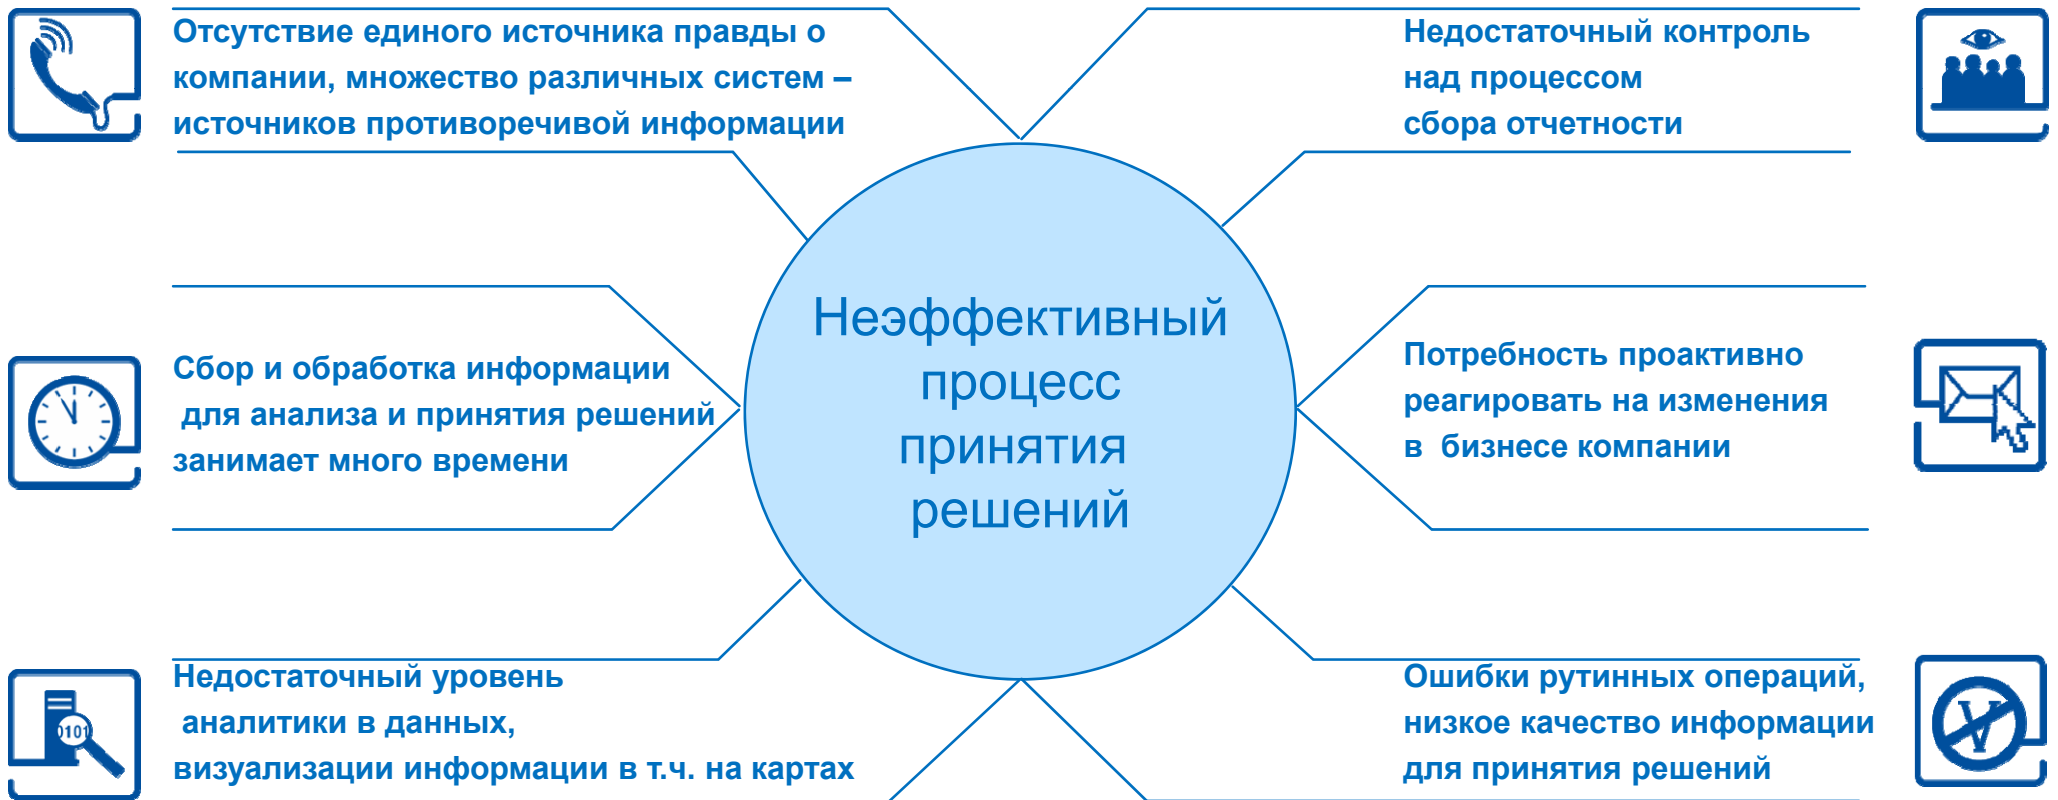 Отсутствие единого источника правды о
компании, множество различных систем –
источников противоречивой информации
Недостаточный контроль
над процессом
сбора отчетности
Сбор и обработка информации
для анализа и принятия решений
занимает много времени
Неэффективный
процесс
принятия
решений
Потребность проактивно
реагировать на изменения
в бизнесе компании
Недостаточный уровень
аналитики в данных,
визуализации информации в т.ч. на картах
0101
Ошибки рутинных операций,
низкое качество информации
для принятия решений
V